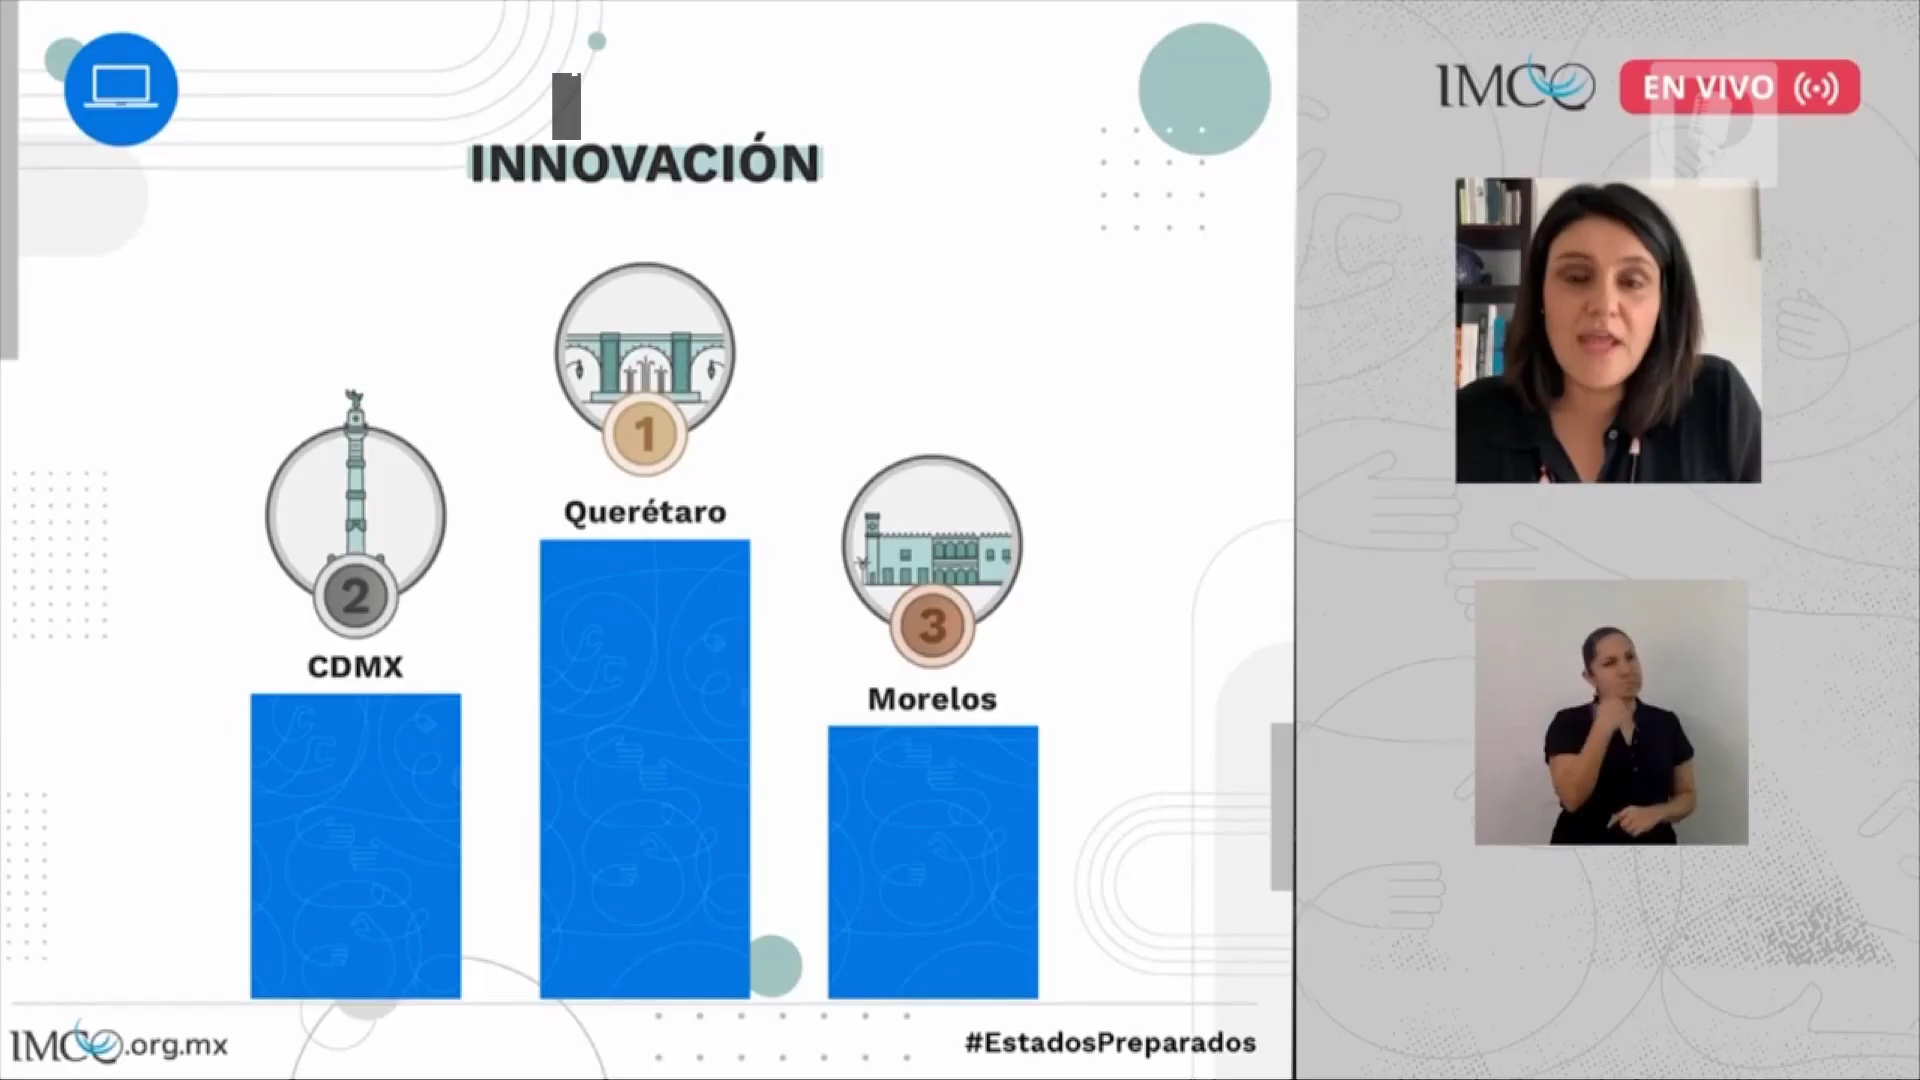 INNOVACIÓN
IMCO
EN VIVO
1
Querétaro
2
CDMX
3
Morelos
IMCO.org.mx
#EstadosPreparados